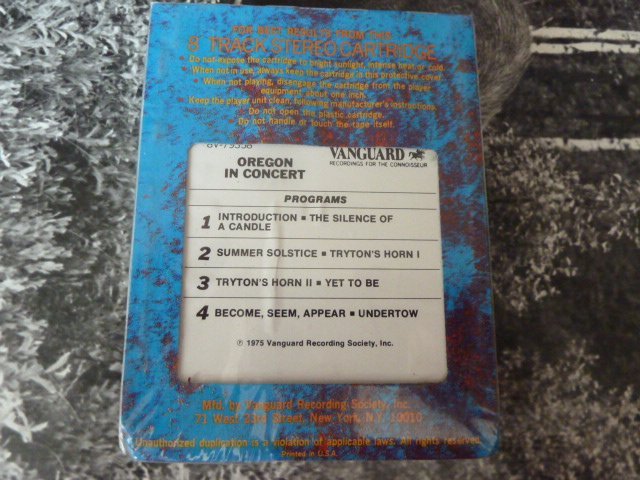 FOR BEST RESULTS FROM THIS
8 TRACK STEREO CARTRIDGE
• Do not expose the cartridge to bright sunlight, intense heat or cold.
• When not in use, always keep the cartridge in this protective cover.
• When not playing, disengage the cartridge from the player
equipment about one inch.
• Keep the player unit clean, following manufacturer's instructions.
• Do not open the plastic cartridge.
• Do not handle or touch the tape itself.
8V-79358
OREGON
IN CONCERT
VANGUARD
RECORDINGS FOR THE CONNOISSEUR
PROGRAMS
1 INTRODUCTION ▪ THE SILENCE OF
A CANDLE
2 SUMMER SOLSTICE ▪ TRYTON'S HORN I
3 TRYTON'S HORN II ▪ YET TO BE
4 BECOME, SEEM, APPEAR ▪ UNDERTOW
℗ 1975 Vanguard Recording Society, Inc.
Mfg. by Vanguard Recording Society, Inc.
71 West 23rd Street, New York, N.Y. 10010
Unauthorized duplication is a violation of applicable laws. All rights reserved.
Printed in U.S.A.